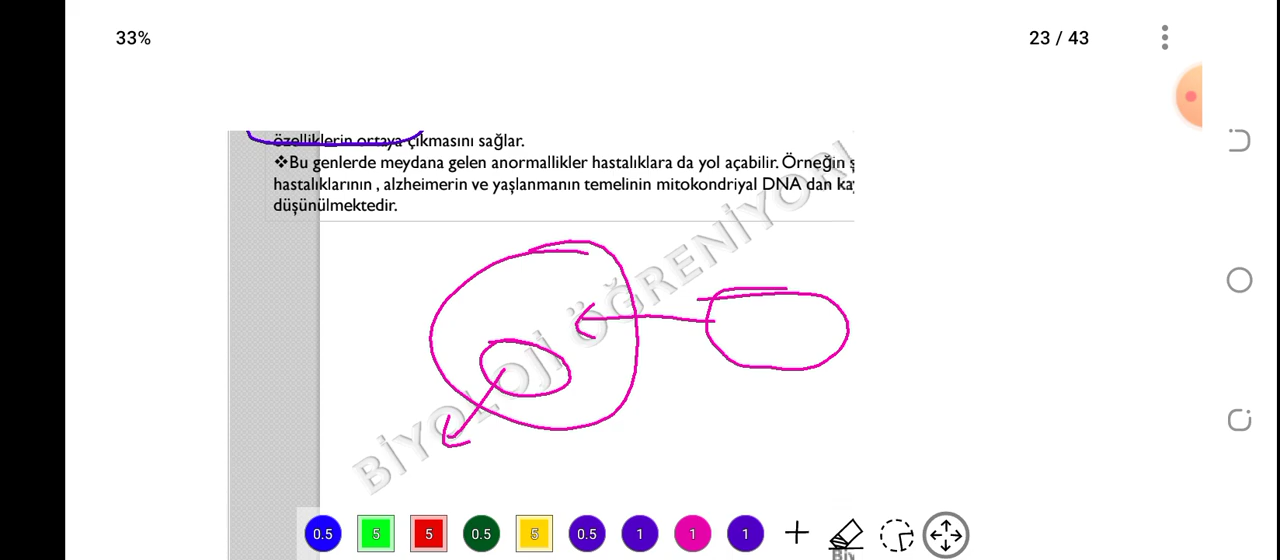 33%
23 / 43
özelliklerin ortaya çıkmasını sağlar.
❖Bu genlerde meydana gelen anormallikler hastalıklara da yol açabilir. Örneğin ş
hastalıklarının , alzheimerin ve yaşlanmanın temelinin mitokondriyal DNA dan kay
düşünülmektedir.
BİYOLOJİ ÖĞRENİYORUM
0.5 5 5 0.5 5 0.5 1 1 1